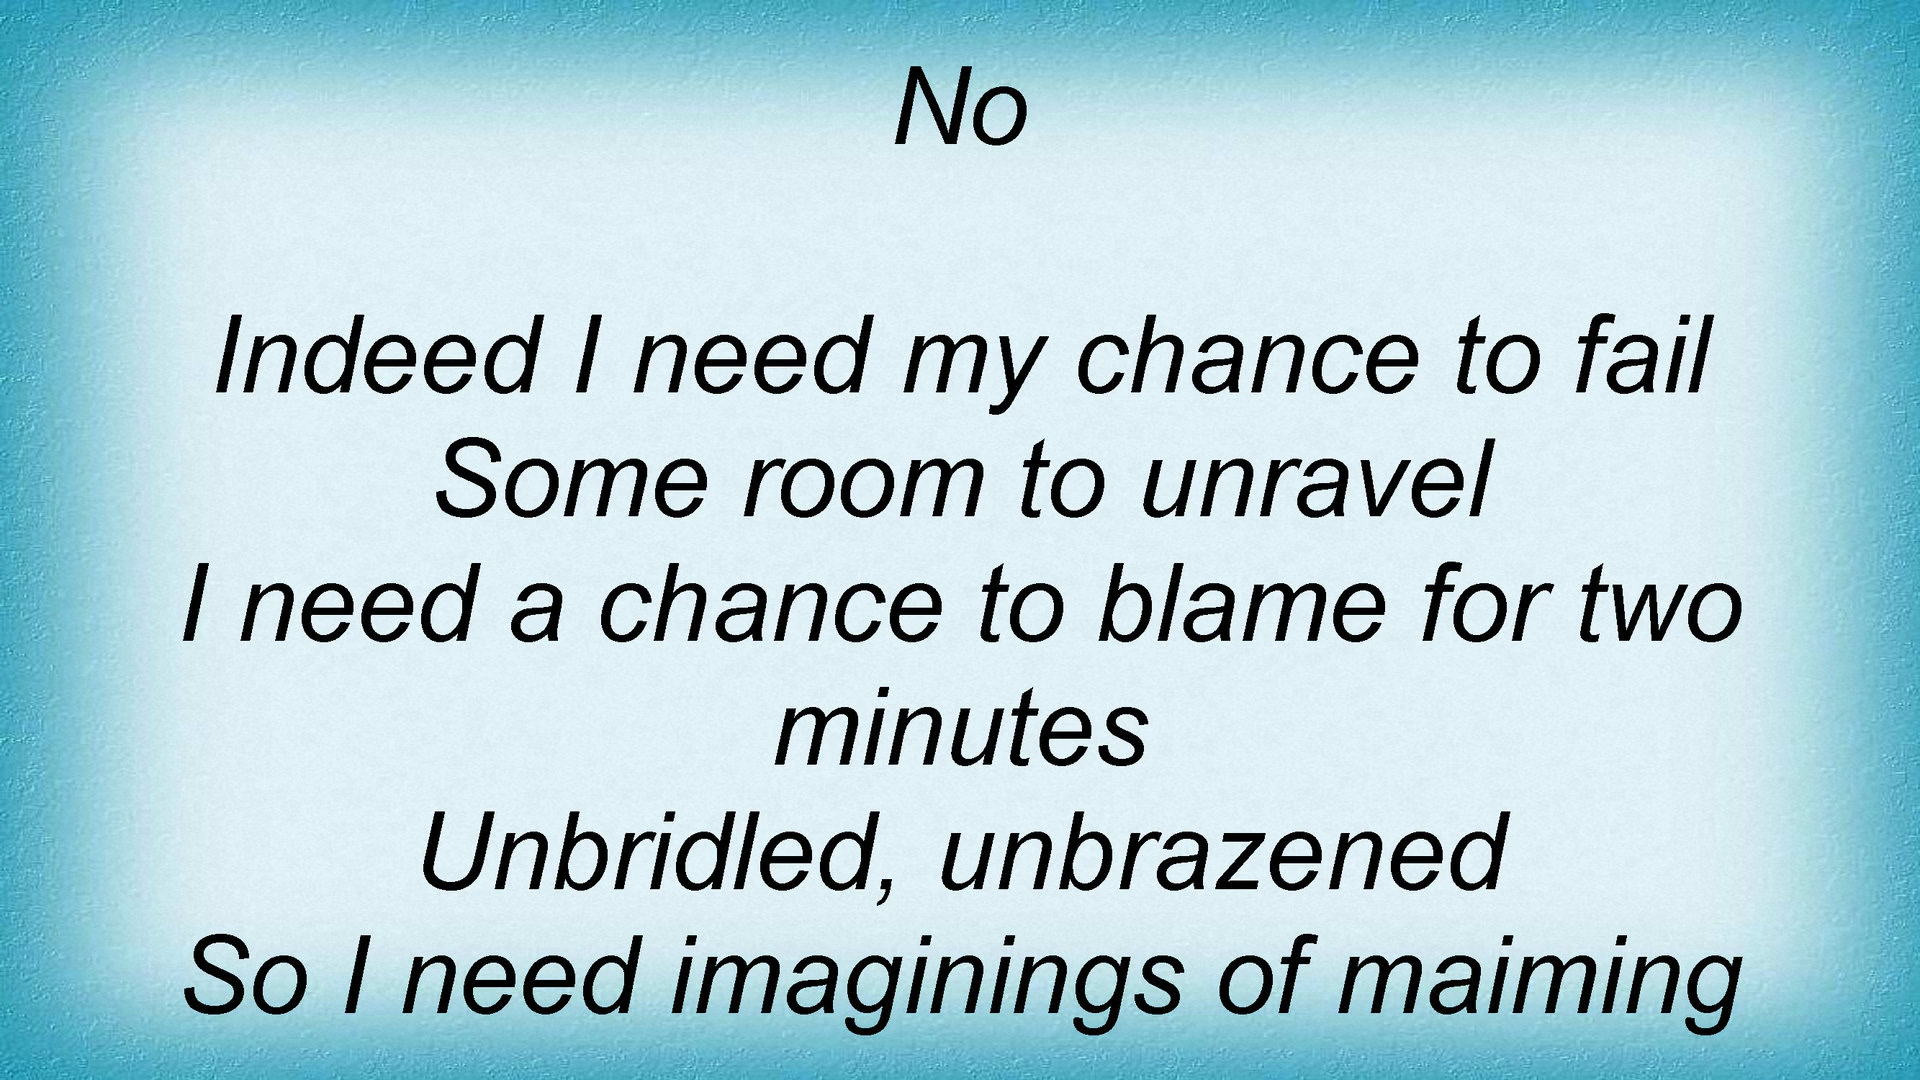 No
Indeed I need my chance to fail
Some room to unravel
I need a chance to blame for two
minutes
Unbridled, unbrazened
So I need imaginings of maiming